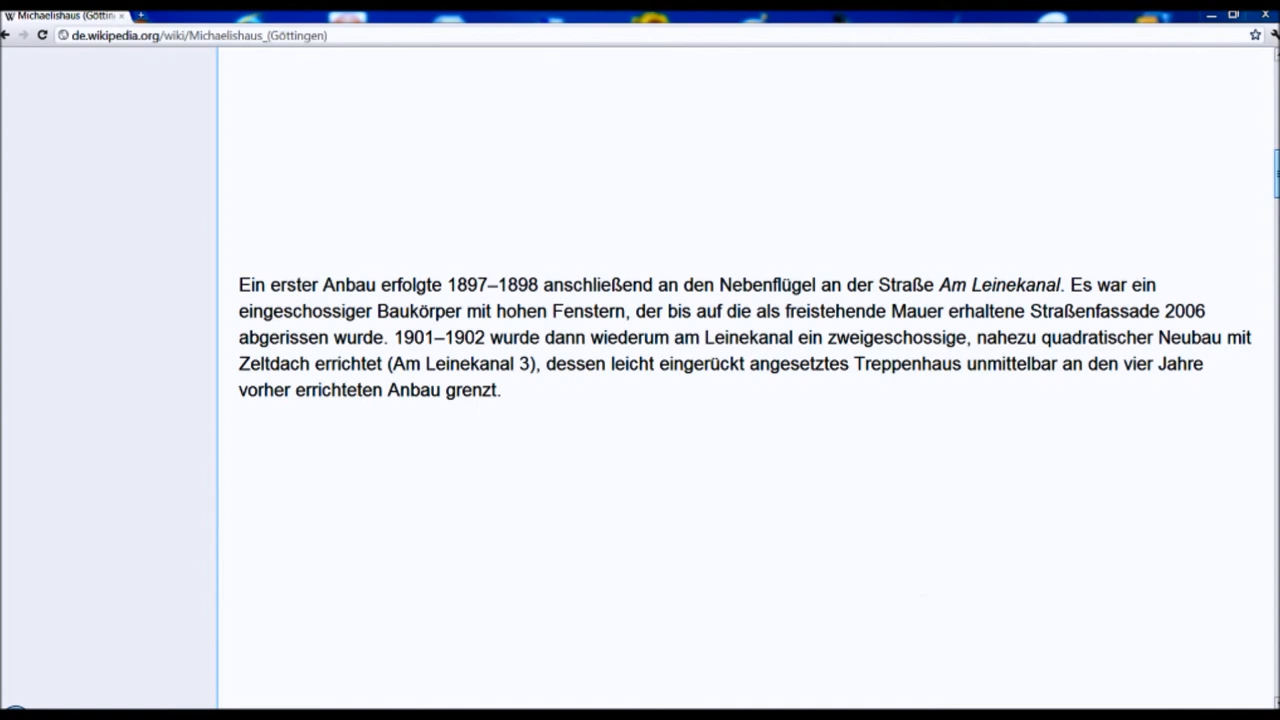 Michaelishaus (Göttin
de.wikipedia.org/wiki/Michaelishaus_(Göttingen)
Ein erster Anbau erfolgte 1897–1898 anschließend an den Nebenflügel an der Straße Am Leinekanal. Es war ein
eingeschossiger Baukörper mit hohen Fenstern, der bis auf die als freistehende Mauer erhaltene Straßenfassade 2006
abgerissen wurde. 1901–1902 wurde dann wiederum am Leinekanal ein zweigeschossige, nahezu quadratischer Neubau mit
Zeltdach errichtet (Am Leinekanal 3), dessen leicht eingerückt angesetztes Treppenhaus unmittelbar an den vier Jahre
vorher errichteten Anbau grenzt.